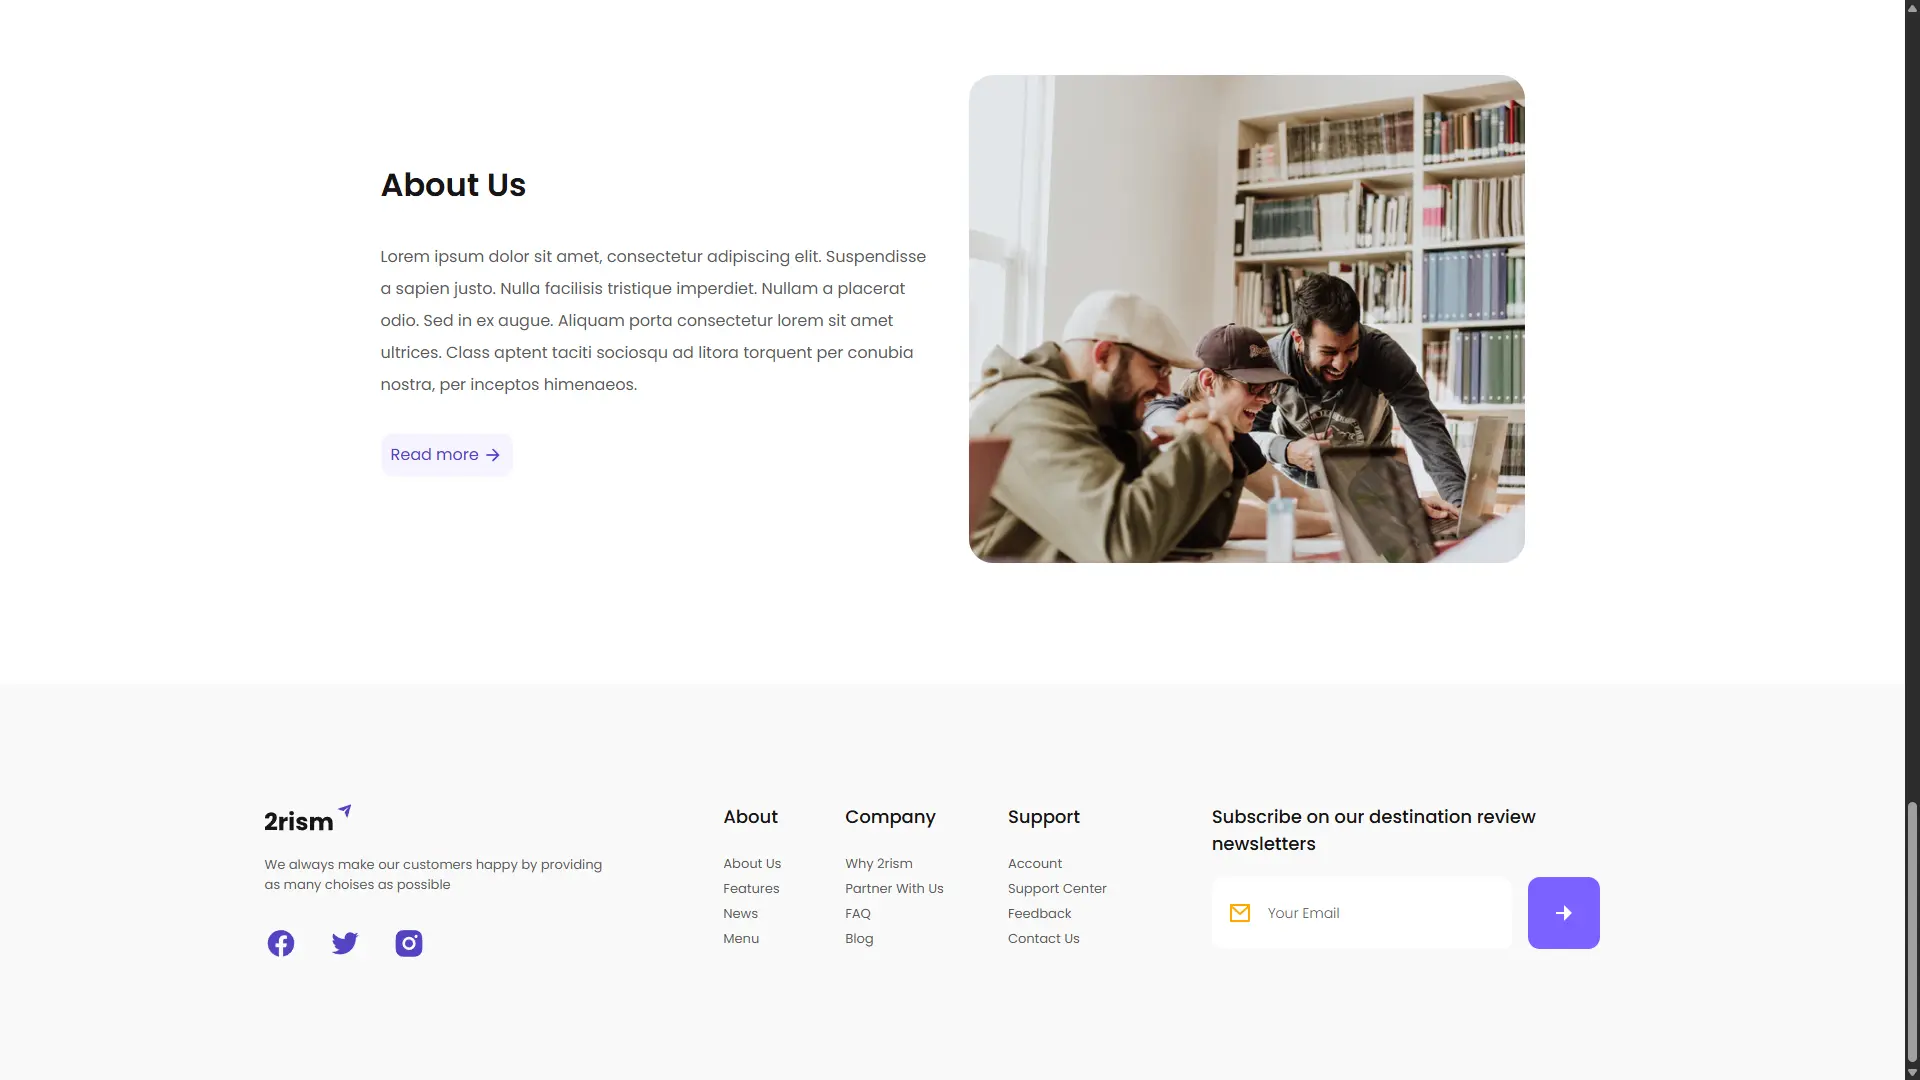 About Us
Lorem ipsum dolor sit amet, consectetur adipiscing elit. Suspendisse
a sapien justo. Nulla facilisis tristique imperdiet. Nullam a placerat
odio. Sed in ex augue. Aliquam porta consectetur lorem sit amet
ultrices. Class aptent taciti sociosqu ad litora torquent per conubia
nostra, per inceptos himenaeos.
Read more
2rism
We always make our customers happy by providing
as many choises as possible
About
About Us
Features
News
Menu
Company
Why 2rism
Partner With Us
FAQ
Blog
Support
Account
Support Center
Feedback
Contact Us
Subscribe on our destination review
newsletters
Your Email